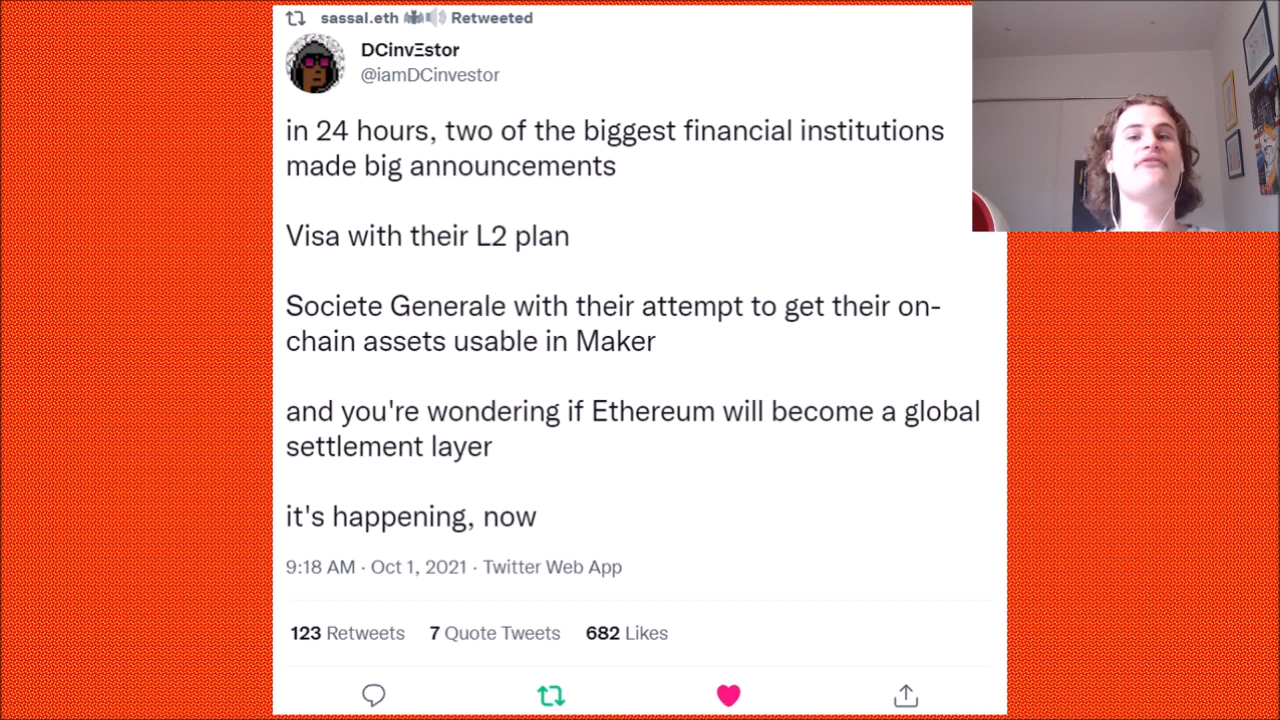 sassal.eth 🦇🔊 Retweeted
DCinvΞstor
@iamDCinvestor
in 24 hours, two of the biggest financial institutions
made big announcements
Visa with their L2 plan
Societe Generale with their attempt to get their on-
chain assets usable in Maker
and you're wondering if Ethereum will become a global
settlement layer
it's happening, now
9:18 AM · Oct 1, 2021 · Twitter Web App
123 Retweets 7 Quote Tweets 682 Likes